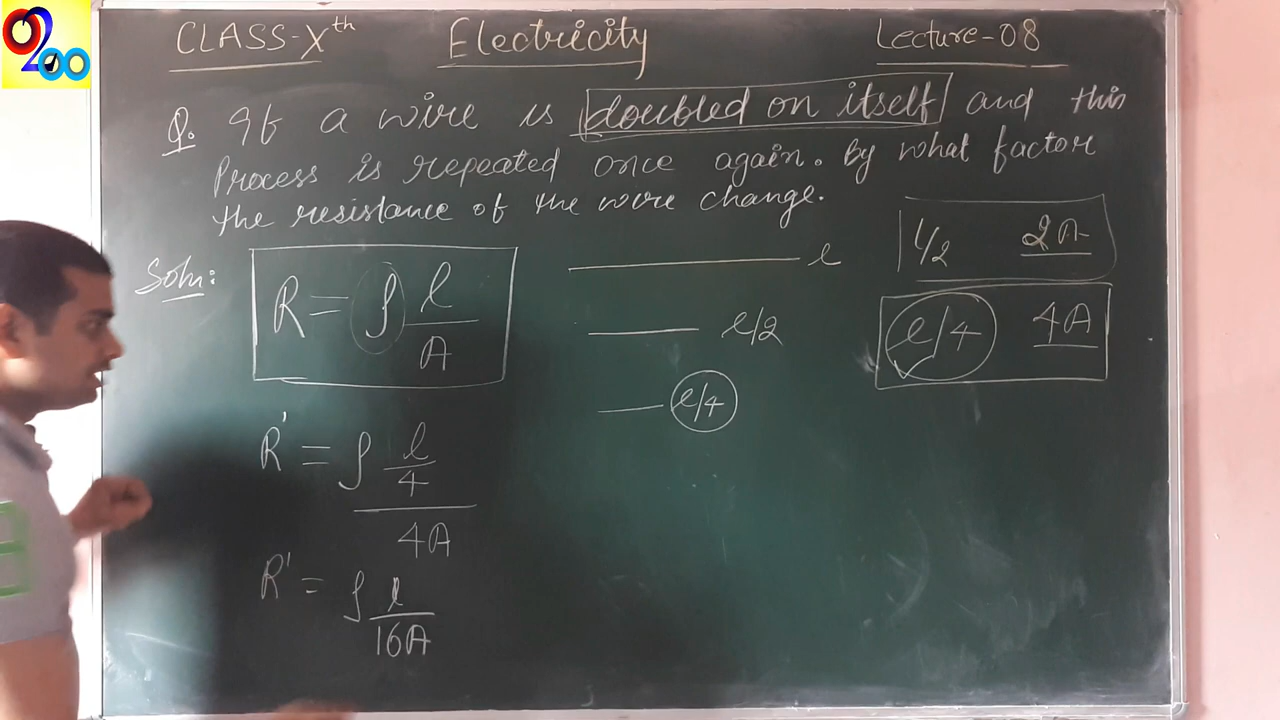 0200
CLASS-Xth Electricity Lecture-08
Q. If a wire is doubled on itself and this
Process is repeated once again. By what factor
the resistance of the wire change.
Soln:
R = ρ l/A
l
l/2
l/4
l/2 2A
l/4 4A
R' = ρ l/4
4A
R' = ρ l/16A